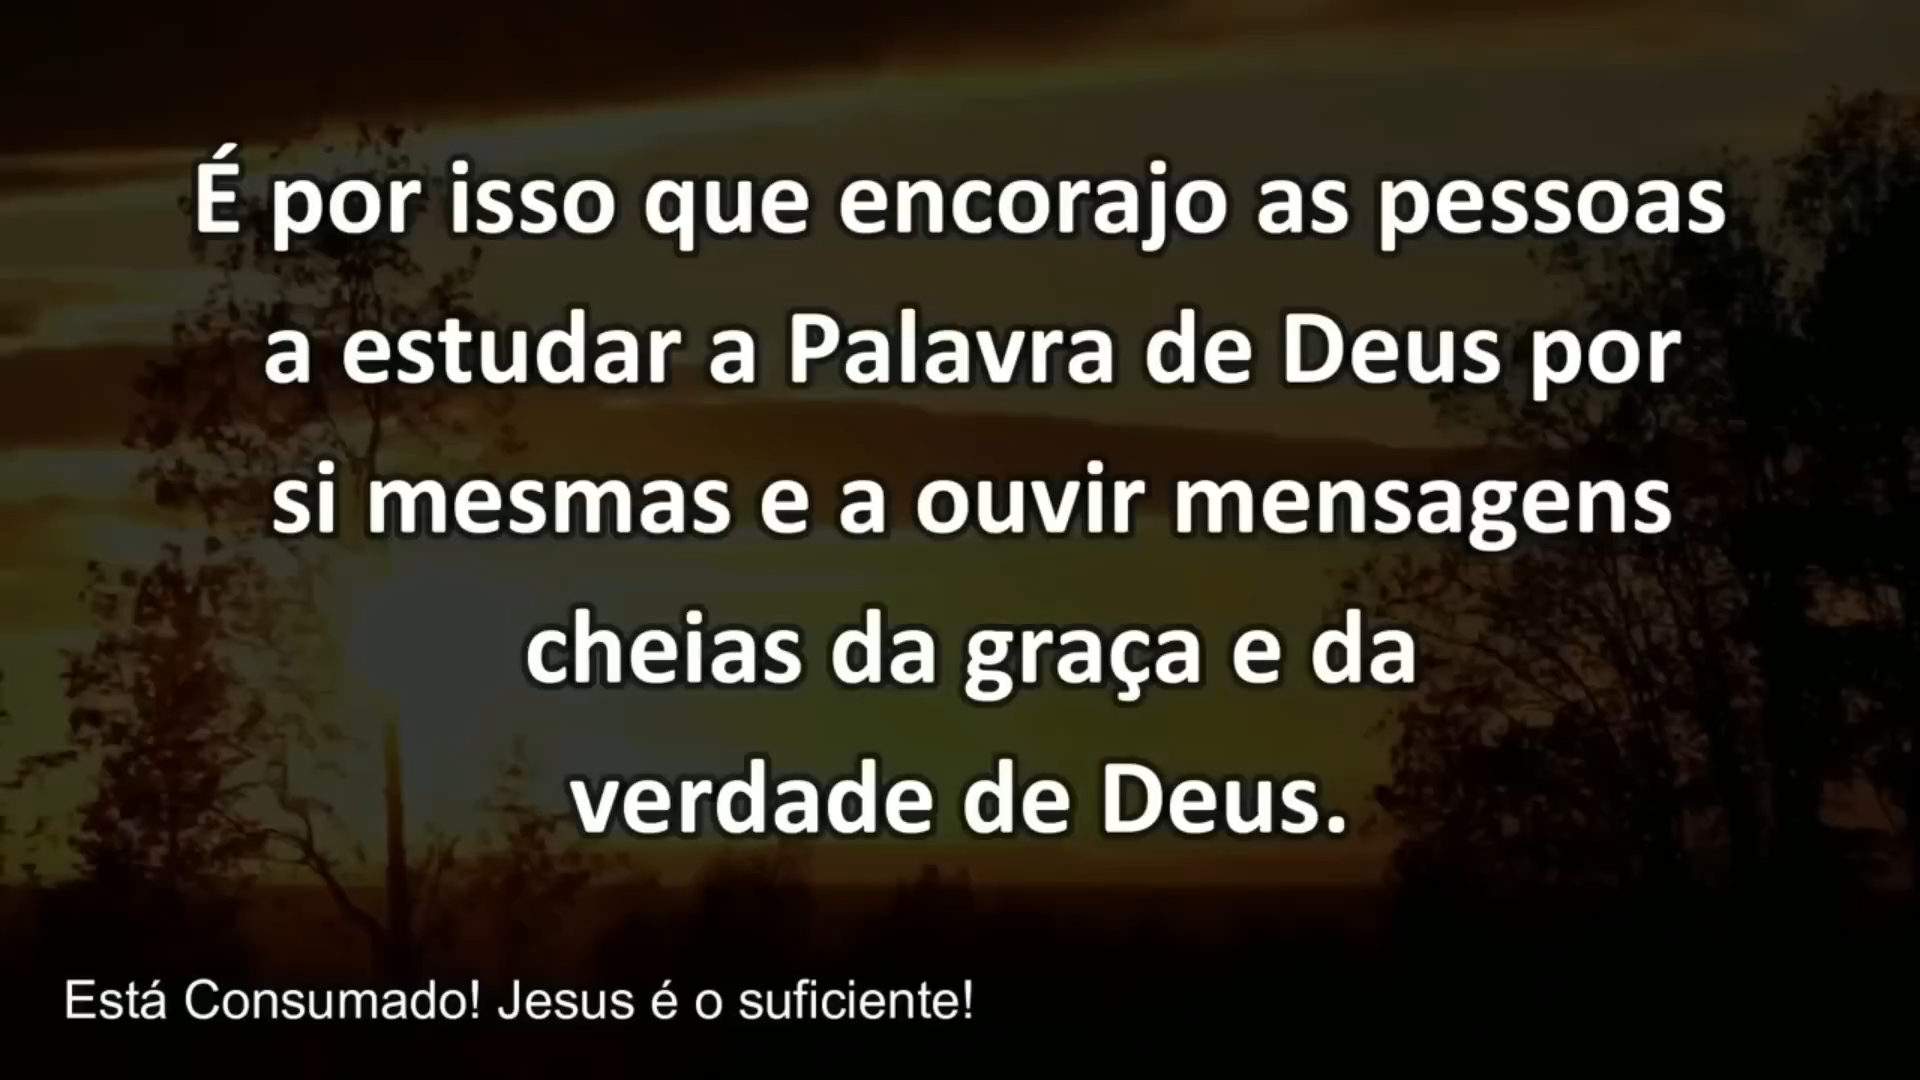 É por isso que encorajo as pessoas
a estudar a Palavra de Deus por
si mesmas e a ouvir mensagens
cheias da graça e da
verdade de Deus.
Está Consumado! Jesus é o suficiente!